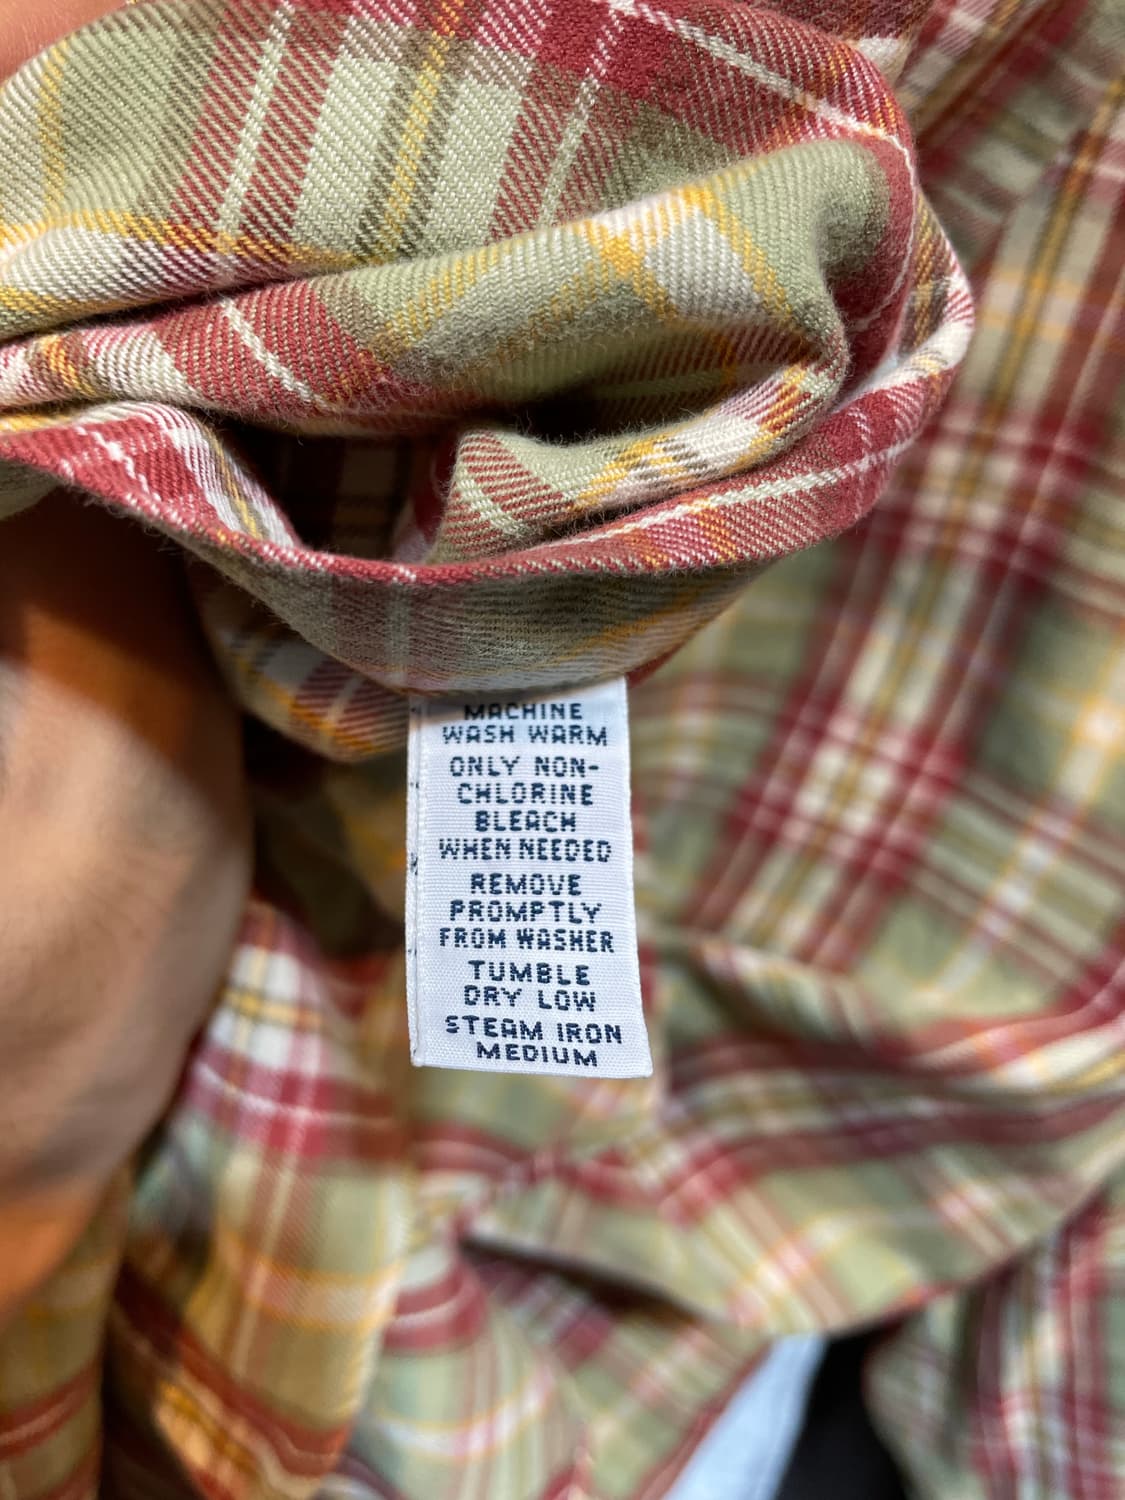 MACHINE
WASH WARM
ONLY NON-
CHLORINE
BLEACH
WHEN NEEDED
REMOVE
PROMPTLY
FROM WASHER
TUMBLE
DRY LOW
STEAM IRON
MEDIUM